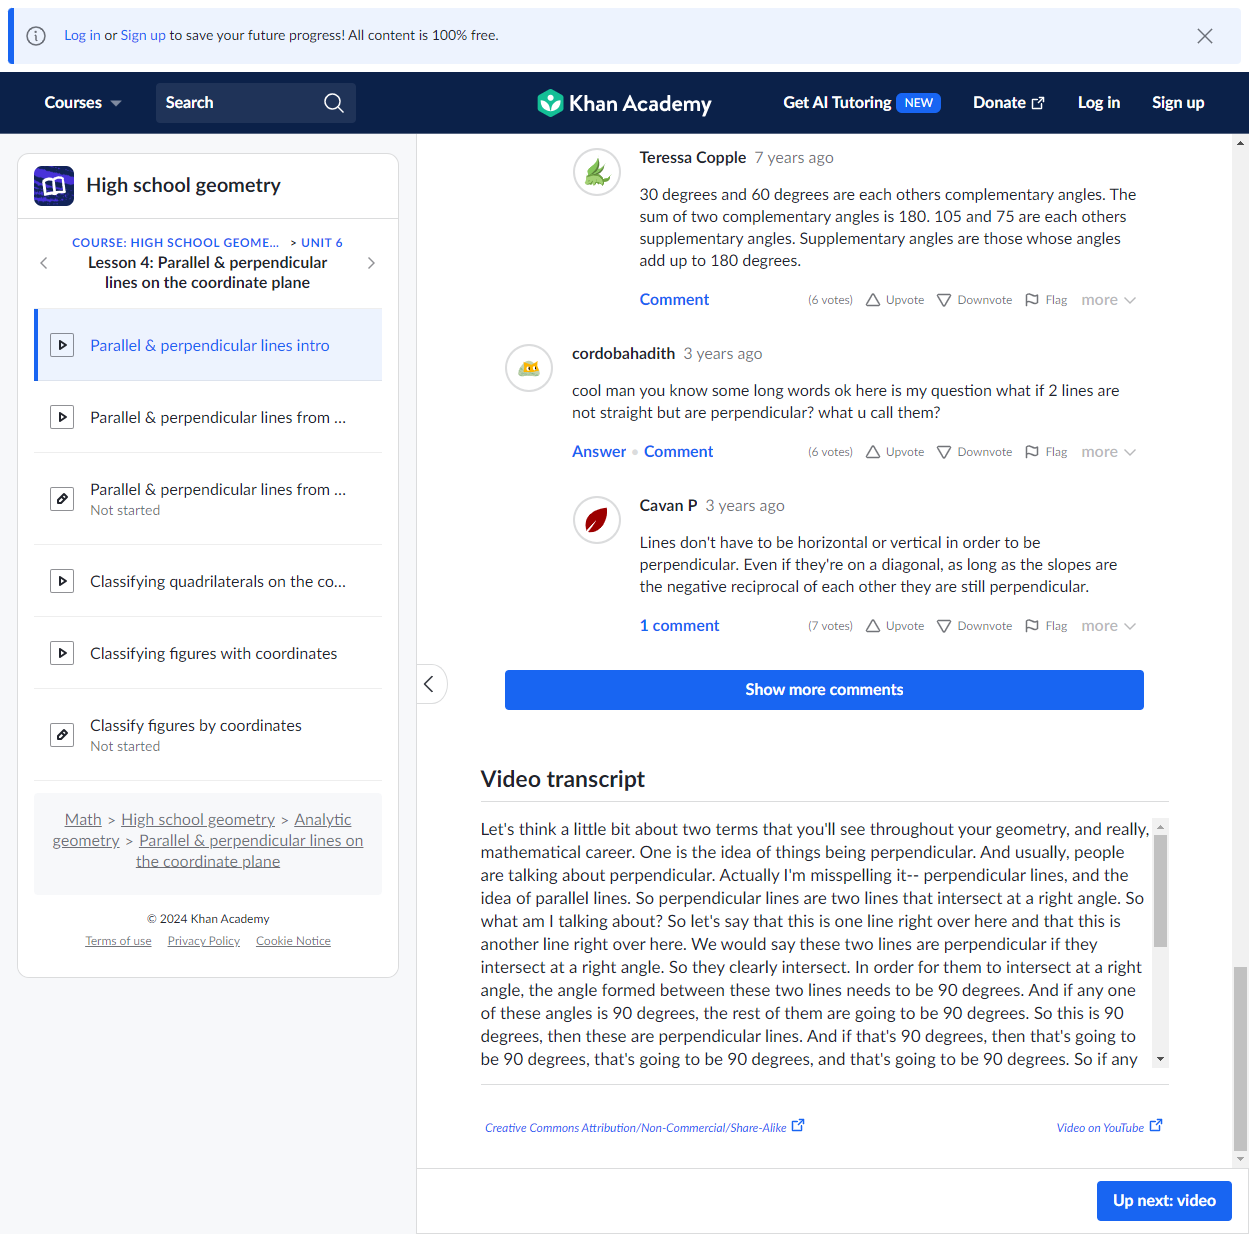 Log in or Sign up to save your future progress! All content is 100% free.
Courses
Search
Khan Academy
Get AI Tutoring NEW
Donate
Log in
Sign up
High school geometry
COURSE: HIGH SCHOOL GEOME... > UNIT 6
Lesson 4: Parallel & perpendicular
lines on the coordinate plane
Parallel & perpendicular lines intro
Parallel & perpendicular lines from ...
Parallel & perpendicular lines from ...
Not started
Classifying quadrilaterals on the co...
Classifying figures with coordinates
Classify figures by coordinates
Not started
Math > High school geometry > Analytic
geometry > Parallel & perpendicular lines on
the coordinate plane
© 2024 Khan Academy
Terms of use Privacy Policy Cookie Notice
Teressa Copple 7 years ago
30 degrees and 60 degrees are each others complementary angles. The
sum of two complementary angles is 180. 105 and 75 are each others
supplementary angles. Supplementary angles are those whose angles
add up to 180 degrees.
Comment (6 votes) Upvote Downvote Flag more
cordobahadith 3 years ago
cool man you know some long words ok here is my question what if 2 lines are
not straight but are perpendicular? what u call them?
Answer • Comment (6 votes) Upvote Downvote Flag more
Cavan P 3 years ago
Lines don't have to be horizontal or vertical in order to be
perpendicular. Even if they're on a diagonal, as long as the slopes are
the negative reciprocal of each other they are still perpendicular.
1 comment (7 votes) Upvote Downvote Flag more
Show more comments
Video transcript
Let's think a little bit about two terms that you'll see throughout your geometry, and really,
mathematical career. One is the idea of things being perpendicular. And usually, people
are talking about perpendicular. Actually I'm misspelling it-- perpendicular lines, and the
idea of parallel lines. So perpendicular lines are two lines that intersect at a right angle. So
what am I talking about? So let's say that this is one line right over here and that this is
another line right over here. We would say these two lines are perpendicular if they
intersect at a right angle. So they clearly intersect. In order for them to intersect at a right
angle, the angle formed between these two lines needs to be 90 degrees. And if any one
of these angles is 90 degrees, the rest of them are going to be 90 degrees. So this is 90
degrees, then these are perpendicular lines. And if that's 90 degrees, then that's going to
be 90 degrees, that's going to be 90 degrees, and that's going to be 90 degrees. So if any
Creative Commons Attribution/Non-Commercial/Share-Alike
Video on YouTube
Up next: video